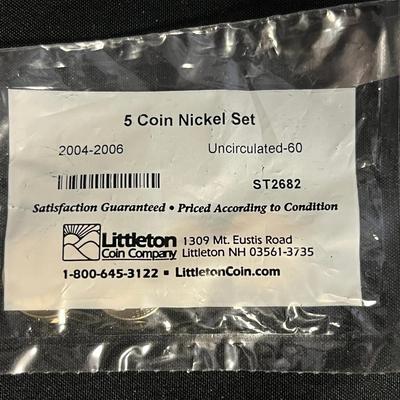 5 Coin Nickel Set
2004-2006 Uncirculated-60
ST2682
Satisfaction Guaranteed • Priced According to Condition
Littleton 1309 Mt. Eustis Road
Coin Company Littleton NH 03561-3735
1-800-645-3122 ▪ LittletonCoin.com